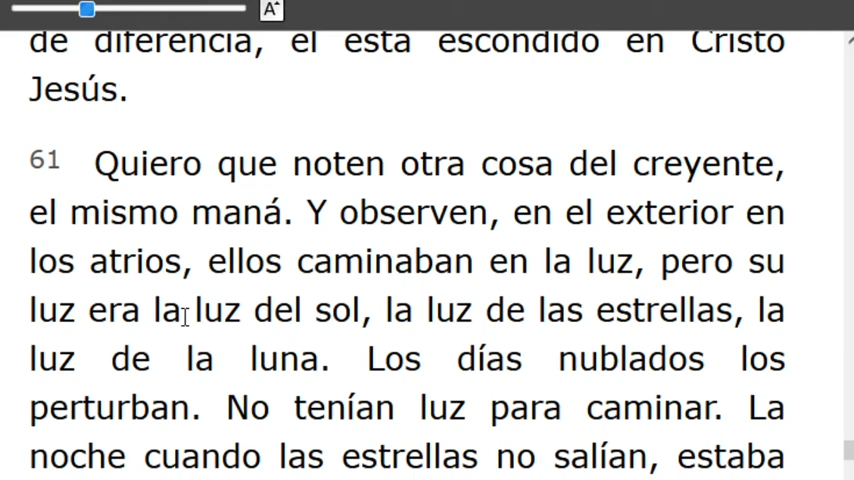 A
de diferencia, el esta escondido en Cristo
Jesús.
61 Quiero que noten otra cosa del creyente,
el mismo maná. Y observen, en el exterior en
los atrios, ellos caminaban en la luz, pero su
luz era la luz del sol, la luz de las estrellas, la
luz de la luna. Los días nublados los
perturban. No tenían luz para caminar. La
noche cuando las estrellas no salían, estaba